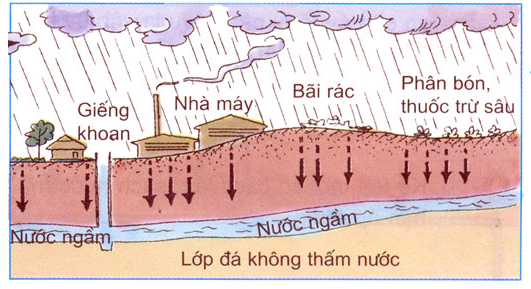 Giếng
khoan
Nhà máy
Bãi rác
Phân bón,
thuốc trừ sâu
Nước ngầm
Nước ngầm
Lớp đá không thấm nước